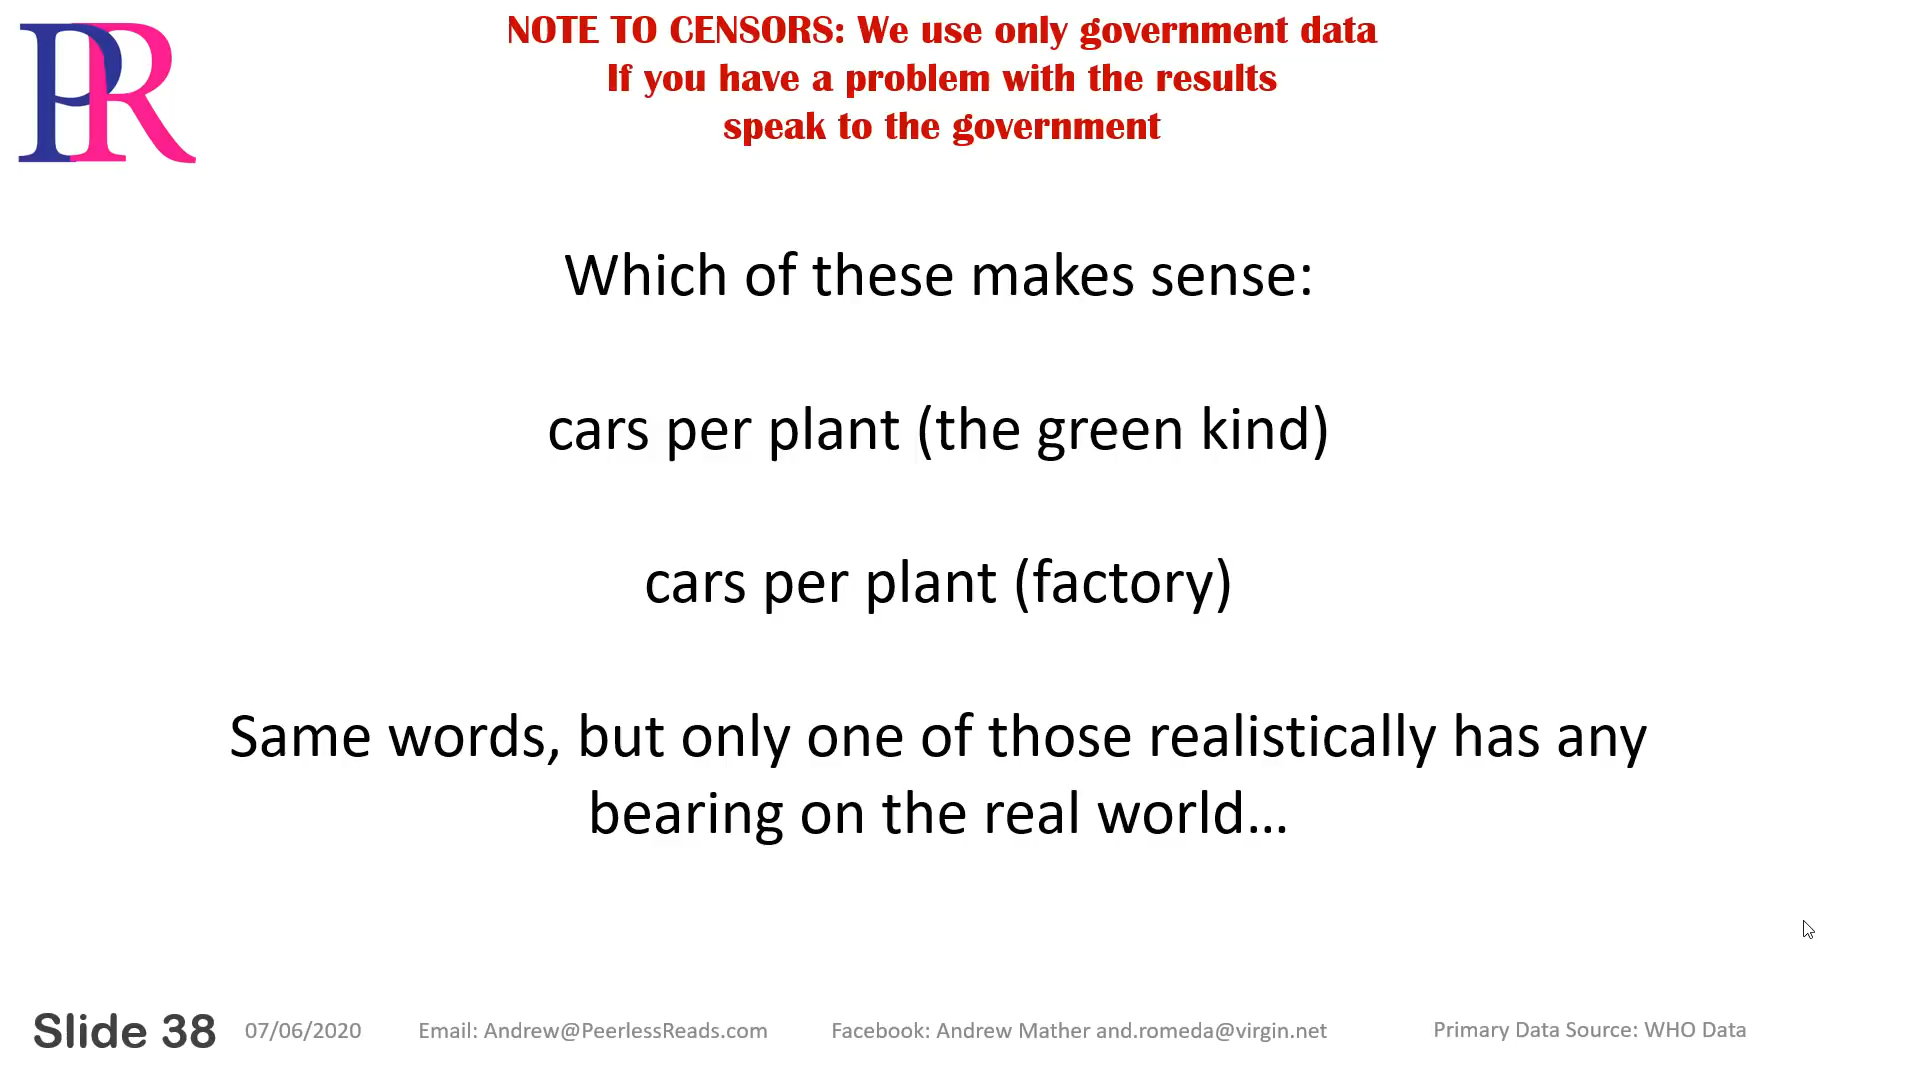 PR
NOTE TO CENSORS: We use only government data
If you have a problem with the results
speak to the government
Which of these makes sense:
cars per plant (the green kind)
cars per plant (factory)
Same words, but only one of those realistically has any
bearing on the real world...
Slide 38 07/06/2020 Email: Andrew@PeerlessReads.com Facebook: Andrew Mather and.romeda@virgin.net Primary Data Source: WHO Data